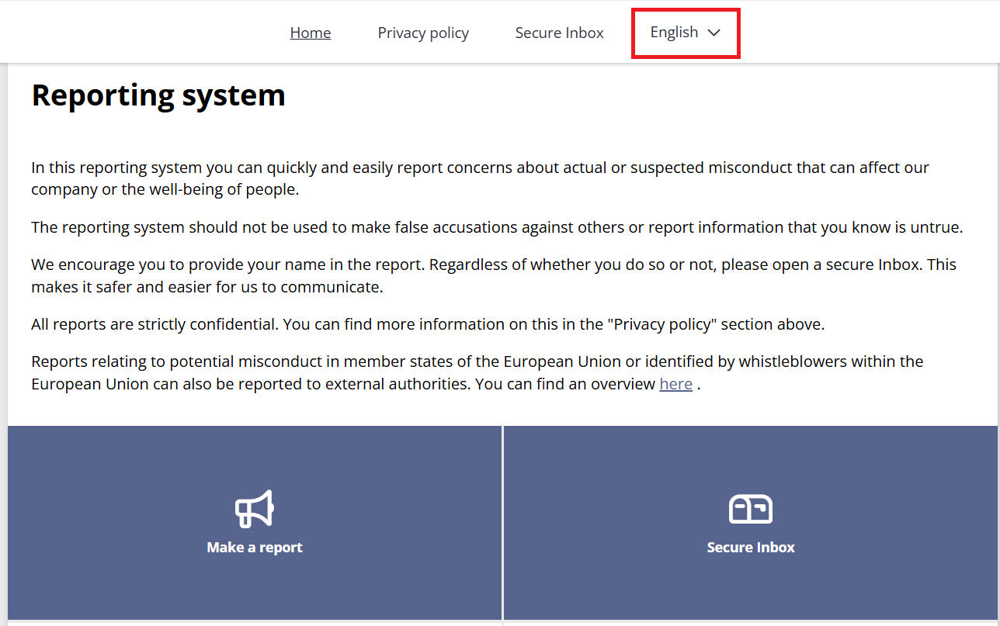 Home Privacy policy Secure Inbox English
Reporting system
In this reporting system you can quickly and easily report concerns about actual or suspected misconduct that can affect our
company or the well-being of people.
The reporting system should not be used to make false accusations against others or report information that you know is untrue.
We encourage you to provide your name in the report. Regardless of whether you do so or not, please open a secure Inbox. This
makes it safer and easier for us to communicate.
All reports are strictly confidential. You can find more information on this in the "Privacy policy" section above.
Reports relating to potential misconduct in member states of the European Union or identified by whistleblowers within the
European Union can also be reported to external authorities. You can find an overview here .
Make a report
Secure Inbox